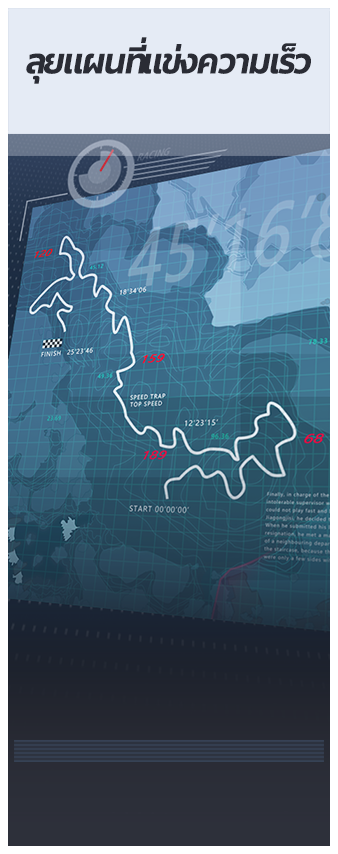 ลุยแผนที่แข่งความเร็ว
RACING
45'16'8
120
18'34'06
FINISH 25'23'46
159
SPEED TRAP
TOP SPEED
12'23'15'
68
189
START 00'00'00'
Finally, in charge of the
intolerable supervisor w
could not play fast and
he decided t
When he submitted his
resignation, he met a m
of a neighbouring depa
the staircase, because th
were only a few sides w